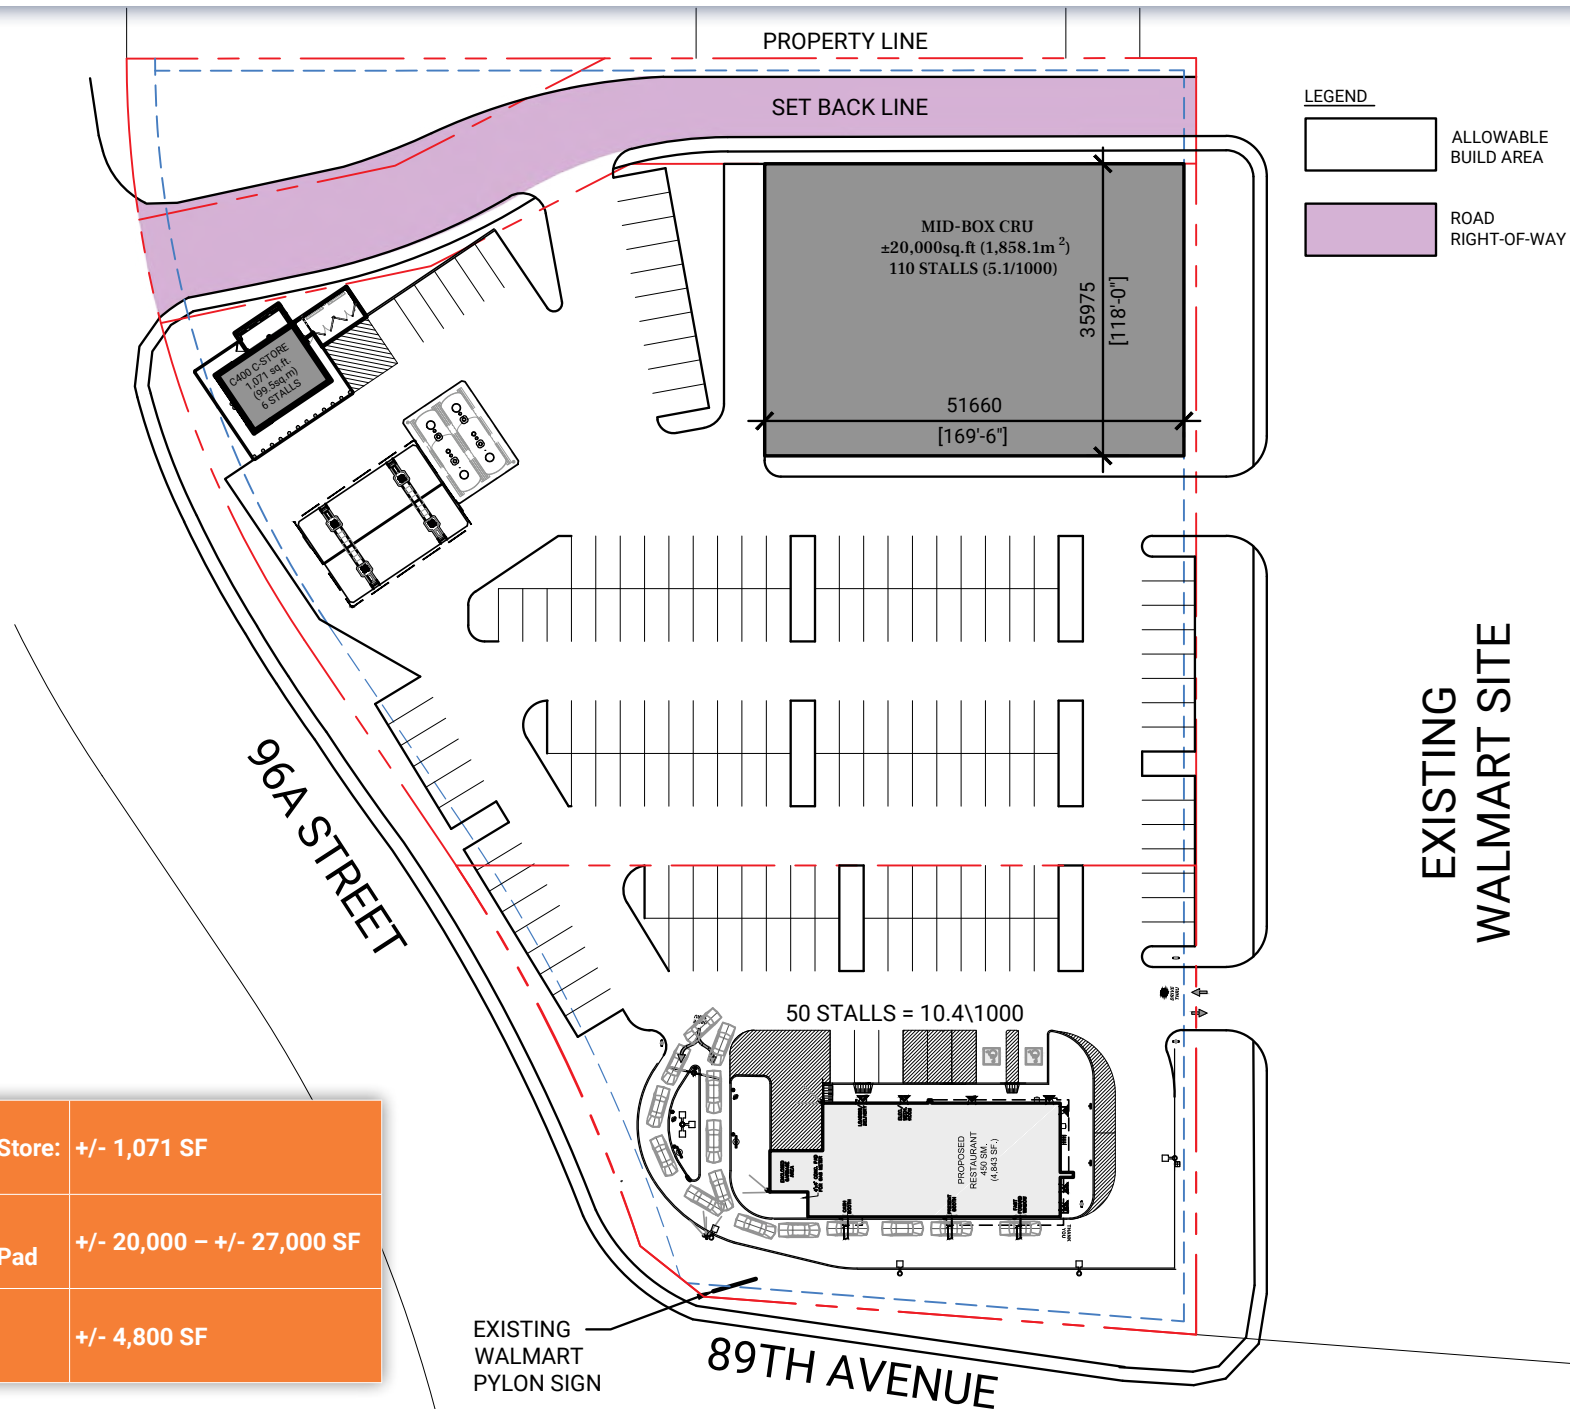 PROPERTY LINE
SET BACK LINE
LEGEND
ALLOWABLE
BUILD AREA
ROAD
RIGHT-OF-WAY
MID-BOX CRU
±20,000sq.ft (1,858.1m²)
110 STALLS (5.1/1000)
35975
[118'-0"]
51660
[169'-6"]
C400 C-STORE
1,071 sq.ft.
(99.5sq.m)
6 STALLS
96A STREET
EXISTING
WALMART SITE
50 STALLS = 10.4\1000
PROPOSED
RESTAURANT
450 SM.
(4,843 SF.)
THANK
YOU
Store: +/- 1,071 SF
Pad +/- 20,000 – +/- 27,000 SF
+/- 4,800 SF
EXISTING
WALMART
PYLON SIGN
89TH AVENUE